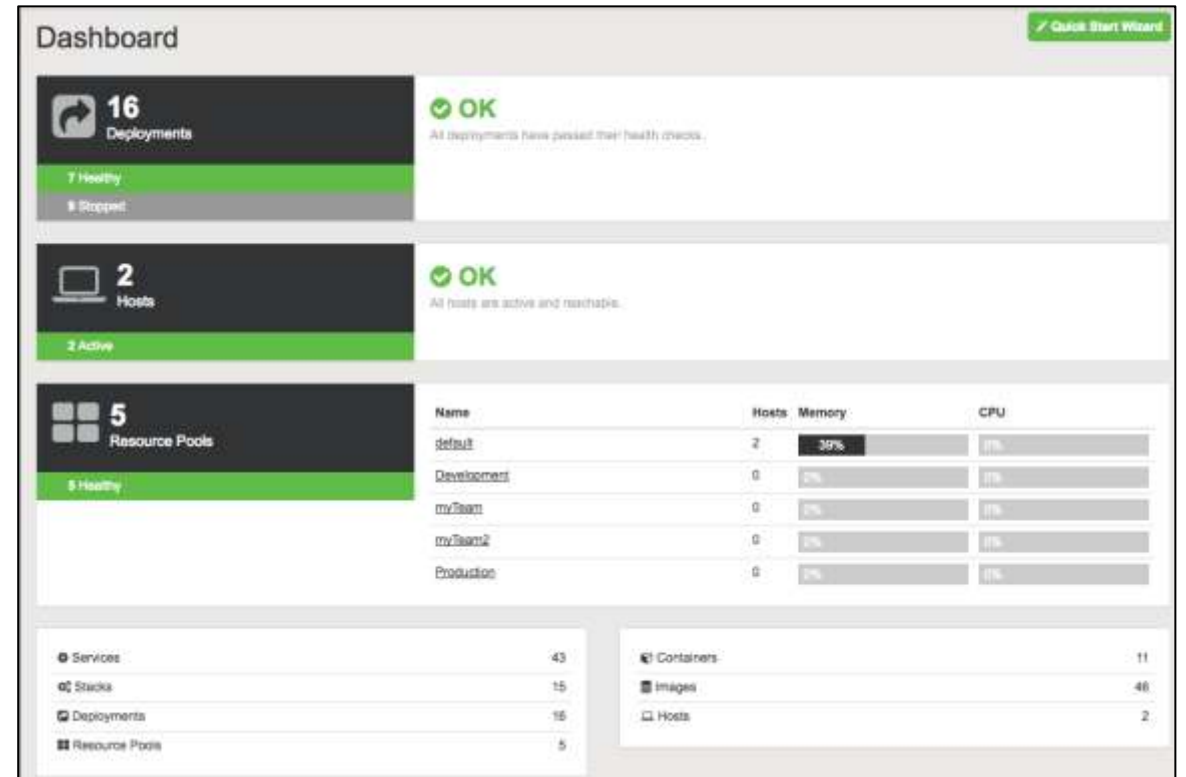 Dashboard
Quick Start Wizard
16
Deployments
7 Healthy
9 Stopped
OK
All deployments have passed their health checks.
2
Hosts
2 Active
OK
All hosts are active and reachable.
5
Resource Pools
5 Healthy
Name Hosts Memory CPU
default 2 39% 0%
Development 0 0% 0%
myTeam 0 0% 0%
myTeam2 0 0% 0%
Production 0 0% 0%
Services 43
Stacks 15
Deployments 16
Resource Pools 5
Containers 11
Images 46
Hosts 2